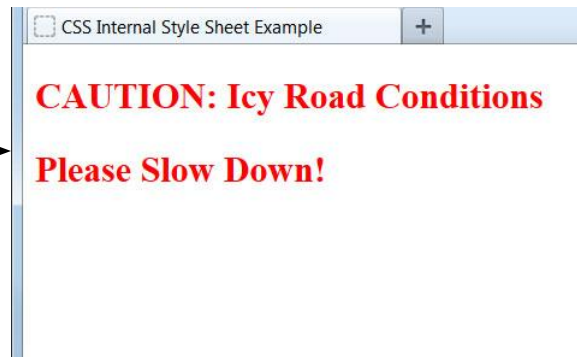 CSS Internal Style Sheet Example
CAUTION: Icy Road Conditions
Please Slow Down!